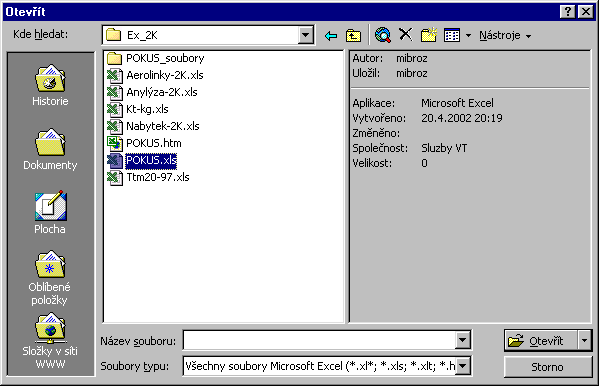 Otevřít
Kde hledat: Ex_2K Nástroje
Historie
Dokumenty
Plocha
Oblíbené
položky
Složky v síti
WWW
POKUS_soubory
Aerolinky-2K.xls
Anylýza-2K.xls
Kt-kg.xls
Nabytek-2K.xls
POKUS.htm
POKUS.xls
Ttm20-97.xls
Autor: mibroz
Uložil: mibroz
Aplikace: Microsoft Excel
Vytvořeno: 20.4.2002 20:19
Změněno:
Společnost: Sluzby VT
Velikost: 0
Název souboru: Otevřít
Soubory typu: Všechny soubory Microsoft Excel (*.xl*; *.xls; *.xlt; *.h Storno